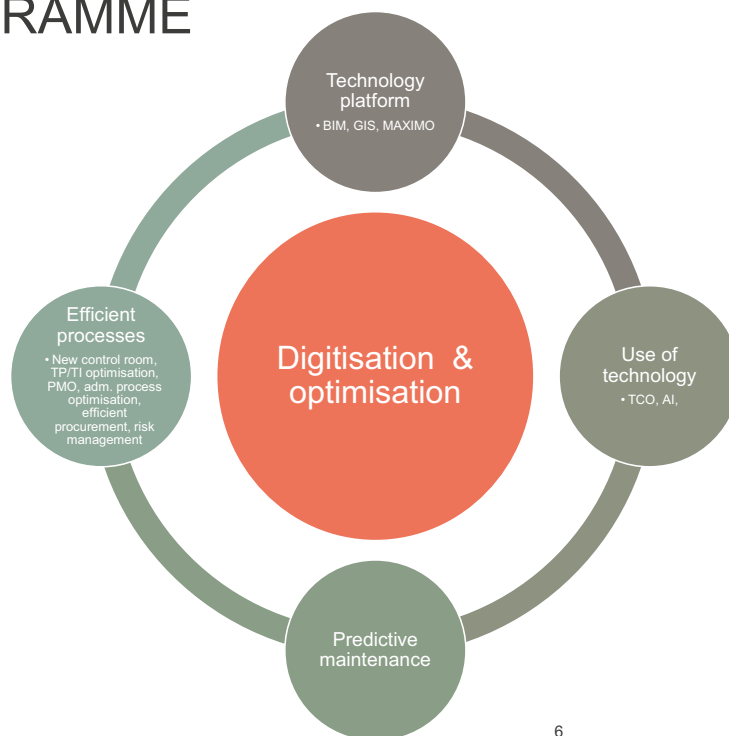 RAMME
Technology
platform
• BIM, GIS, MAXIMO
Efficient
processes
• New control room,
TP/TI optimisation,
PMO, adm. process
optimisation,
efficient
procurement, risk
management
Digitisation &
optimisation
Use of
technology
• TCO, AI,
Predictive
maintenance
6